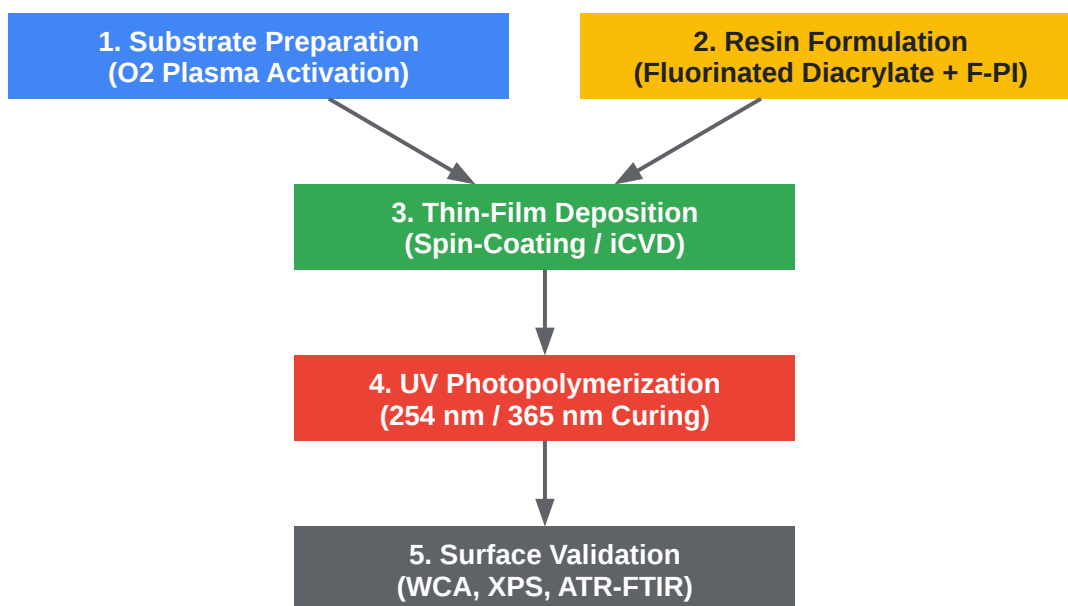 1. Substrate Preparation
(O2 Plasma Activation)
2. Resin Formulation
(Fluorinated Diacrylate + F-PI)
3. Thin-Film Deposition
(Spin-Coating / iCVD)
4. UV Photopolymerization
(254 nm / 365 nm Curing)
5. Surface Validation
(WCA, XPS, ATR-FTIR)